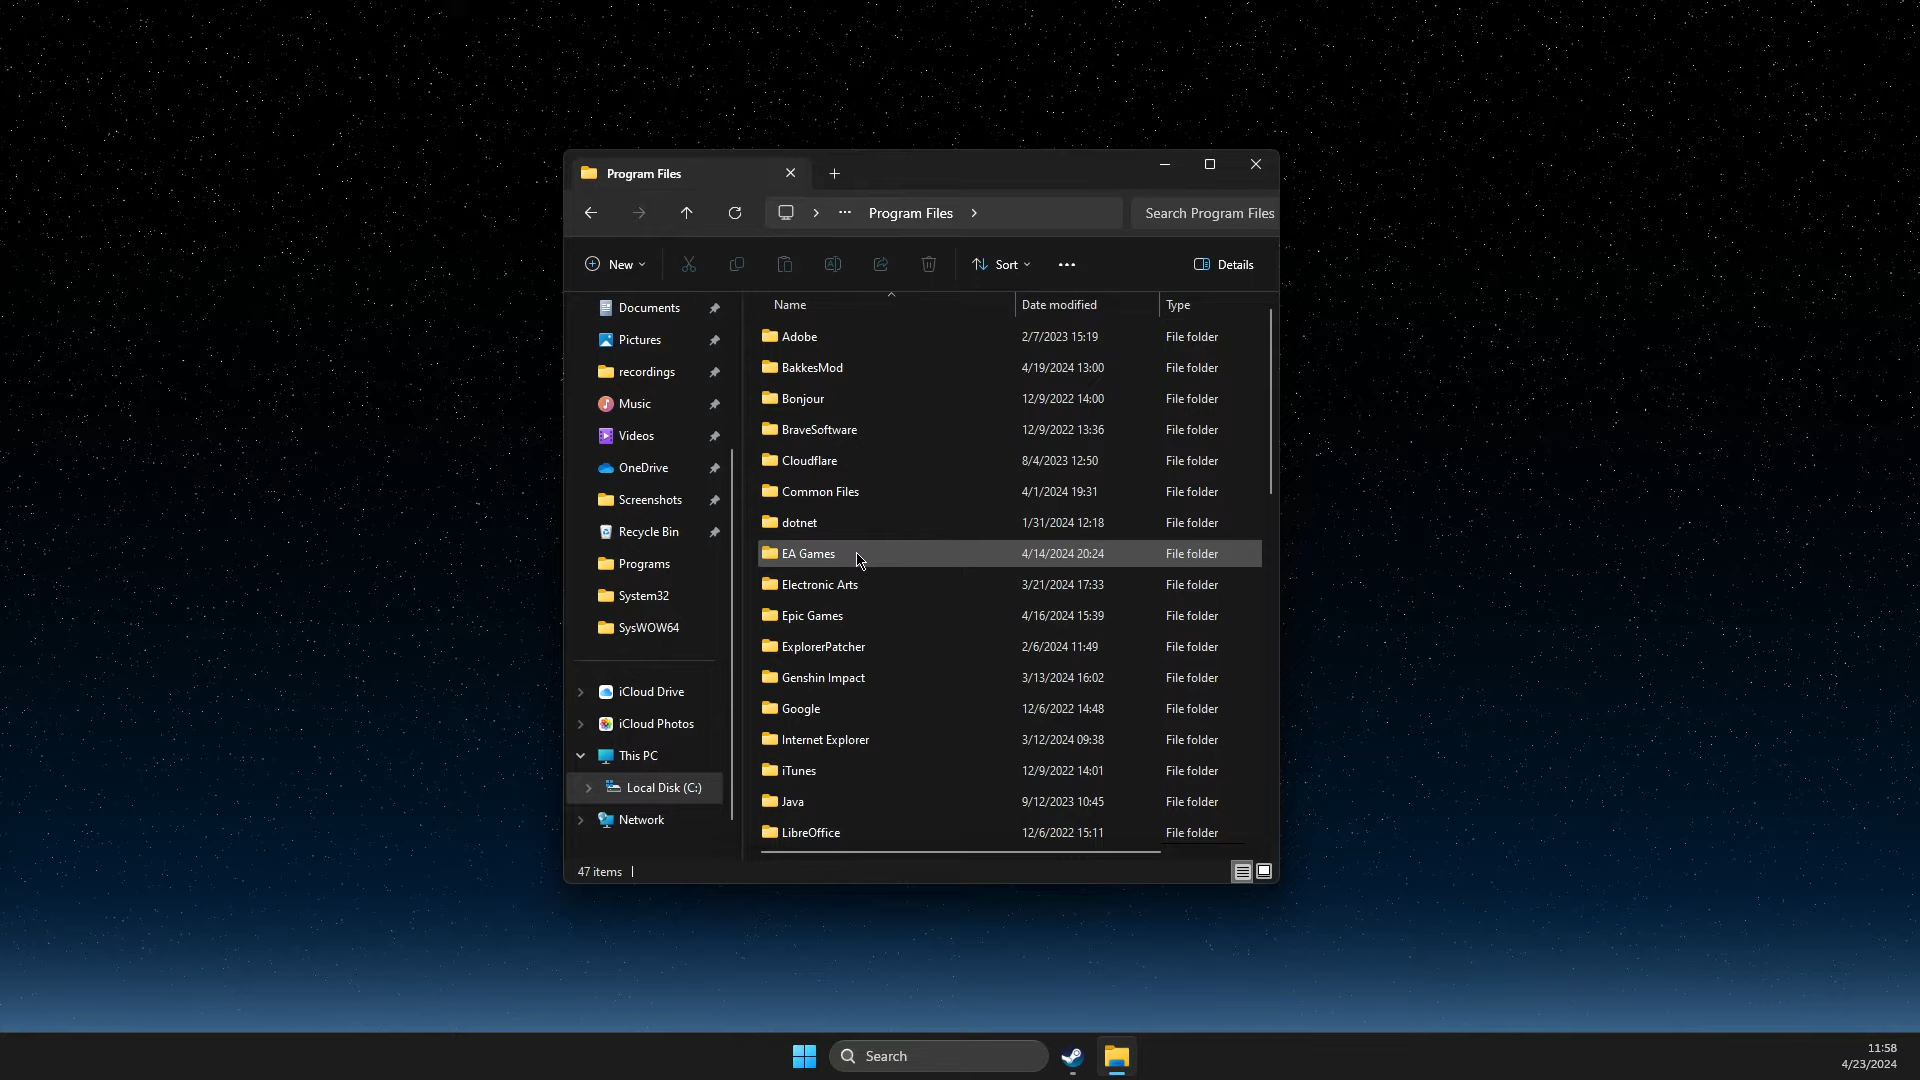 Program Files
Program Files
Search Program Files
New
Sort
Details
Documents
Pictures
recordings
Music
Videos
OneDrive
Screenshots
Recycle Bin
Programs
System32
SysWOW64
iCloud Drive
iCloud Photos
This PC
Local Disk (C:)
Network
Name Date modified Type
Adobe 2/7/2023 15:19 File folder
BakkesMod 4/19/2024 13:00 File folder
Bonjour 12/9/2022 14:00 File folder
BraveSoftware 12/9/2022 13:36 File folder
Cloudflare 8/4/2023 12:50 File folder
Common Files 4/1/2024 19:31 File folder
dotnet 1/31/2024 12:18 File folder
EA Games 4/14/2024 20:24 File folder
Electronic Arts 3/21/2024 17:33 File folder
Epic Games 4/16/2024 15:39 File folder
ExplorerPatcher 2/6/2024 11:49 File folder
Genshin Impact 3/13/2024 16:02 File folder
Google 12/6/2022 14:48 File folder
Internet Explorer 3/12/2024 09:38 File folder
iTunes 12/9/2022 14:01 File folder
Java 9/12/2023 10:45 File folder
LibreOffice 12/6/2022 15:11 File folder
47 items
Search
11:58
4/23/2024